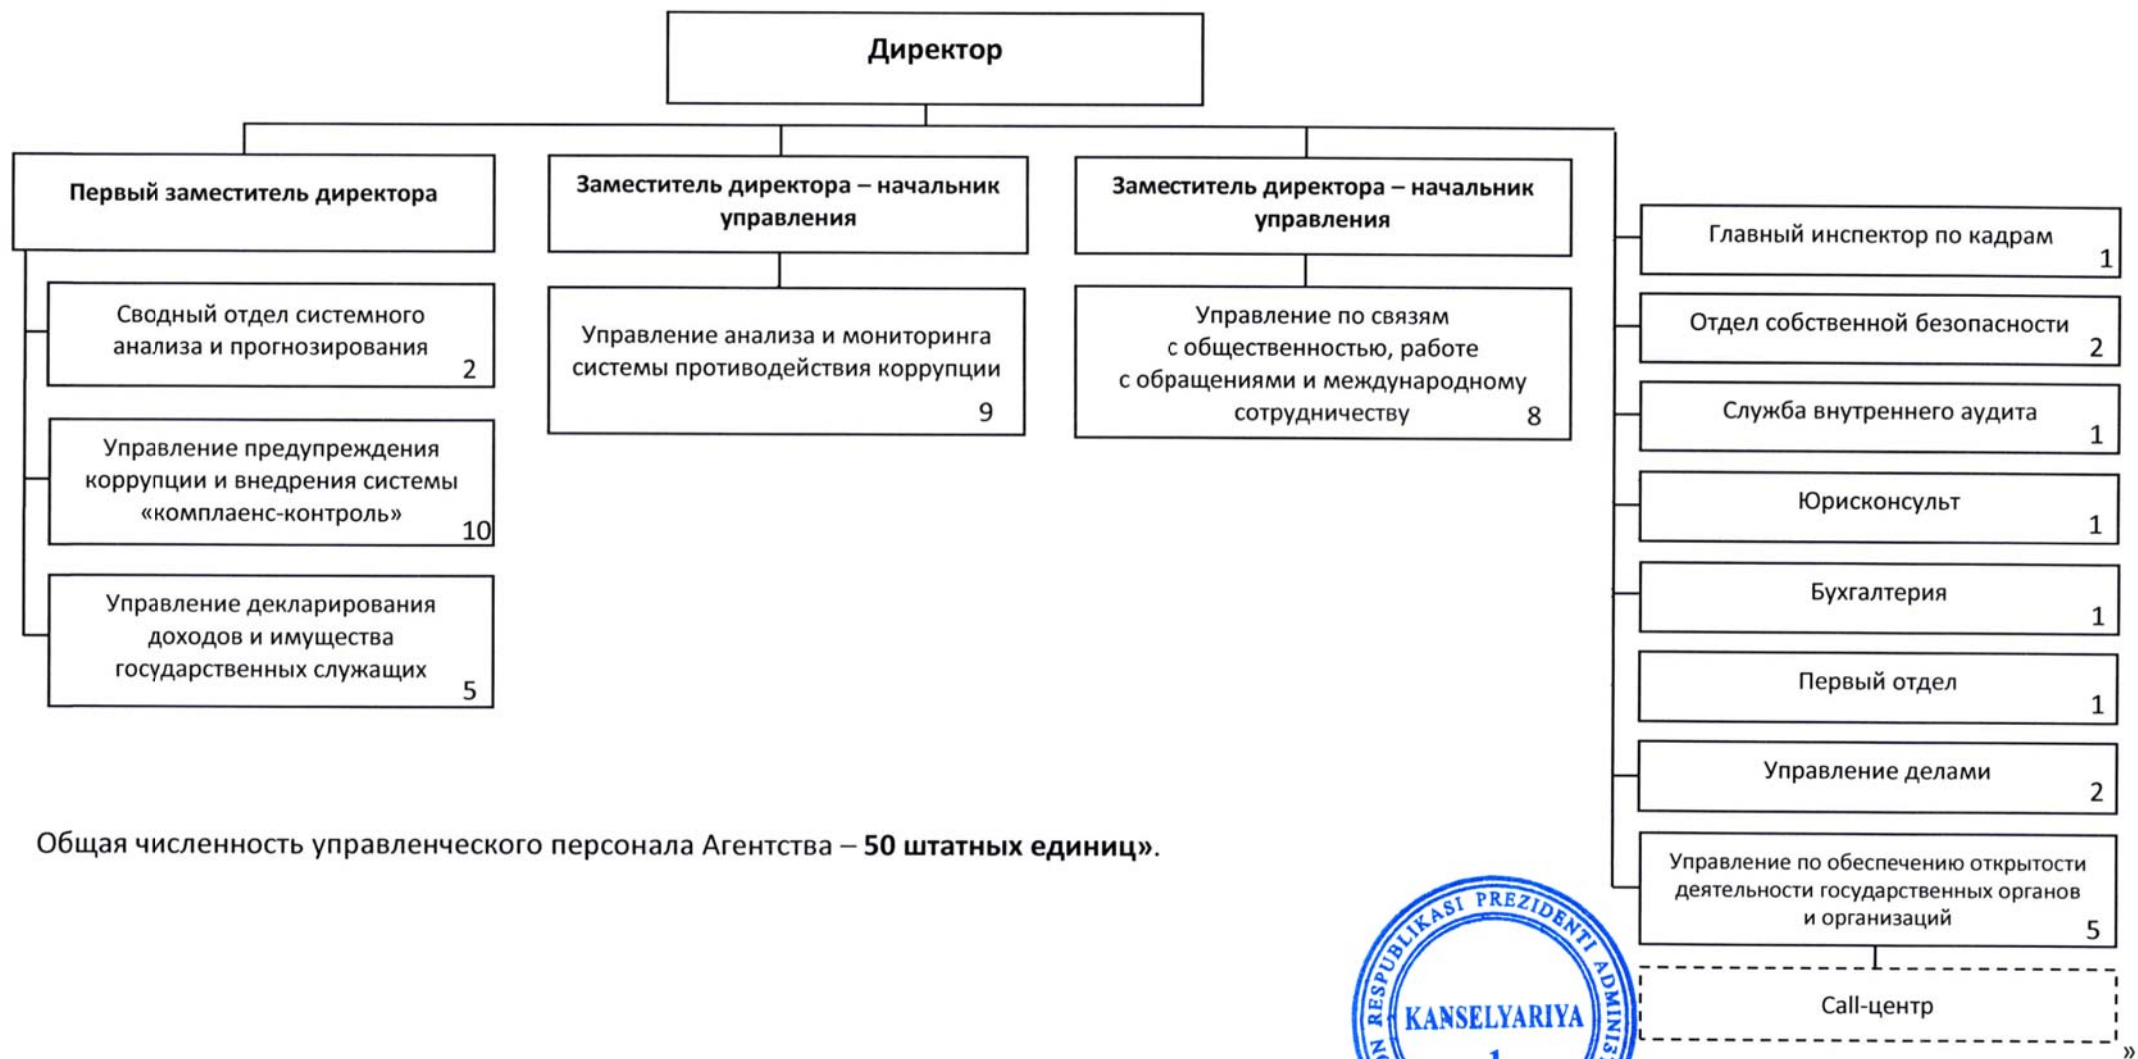 Директор
Первый заместитель директора
Сводный отдел системного
анализа и прогнозирования
2
Управление предупреждения
коррупции и внедрения системы
«комплаенс-контроль»
10
Управление декларирования
доходов и имущества
государственных служащих
5
Заместитель директора – начальник
управления
Управление анализа и мониторинга
системы противодействия коррупции
9
Заместитель директора – начальник
управления
Управление по связям
с общественностью, работе
с обращениями и международному
сотрудничеству
8
Главный инспектор по кадрам
1
Отдел собственной безопасности
2
Служба внутреннего аудита
1
Юрисконсульт
1
Бухгалтерия
1
Первый отдел
1
Управление делами
2
Управление по обеспечению открытости
деятельности государственных органов
и организаций
5
Call-центр
»
Общая численность управленческого персонала Агентства – 50 штатных единиц».
RESPUBLIKASI PREZIDENTI
KANSELYARIYA
1